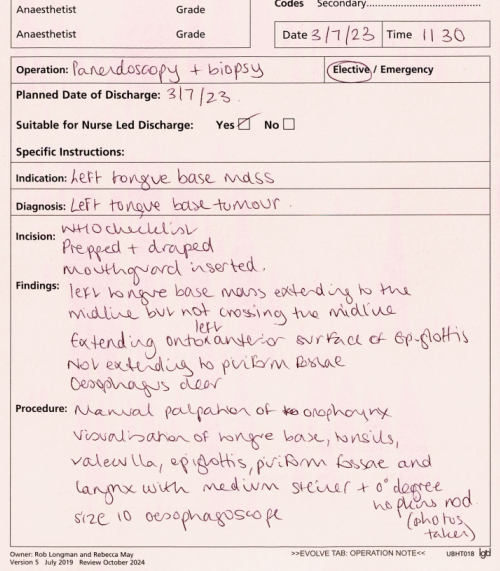 Codes Secondary
Anaesthetist Grade
Anaesthetist Grade
Date 3/7/23 Time 1130
Operation: Panendoscopy + biopsy Elective / Emergency
Planned Date of Discharge: 3/7/23.
Suitable for Nurse Led Discharge: Yes ☑ No ☐
Specific Instructions:
Indication: Left tongue base mass
Diagnosis: Left tongue base tumour.
Incision: WHO checklist
Prepped + draped
mouthguard inserted.
Findings: left tongue base mass extending to the
midline but not crossing the midline
Extending onto left anterior surface of epiglottis
Not extending to piriform fossae
Oesophagus clear
Procedure: Manual palpation of oropharynx
visualisation of tongue base, tonsils,
valecula, epiglottis, piriform fossae and
larynx with medium steiner + 0° degree
hopkins rod
size 10 oesophagoscope (photos
taken)
Owner: Rob Longman and Rebecca May
Version 5 July 2019 Review October 2024
>>EVOLVE TAB: OPERATION NOTE<< UBHT018 lgd